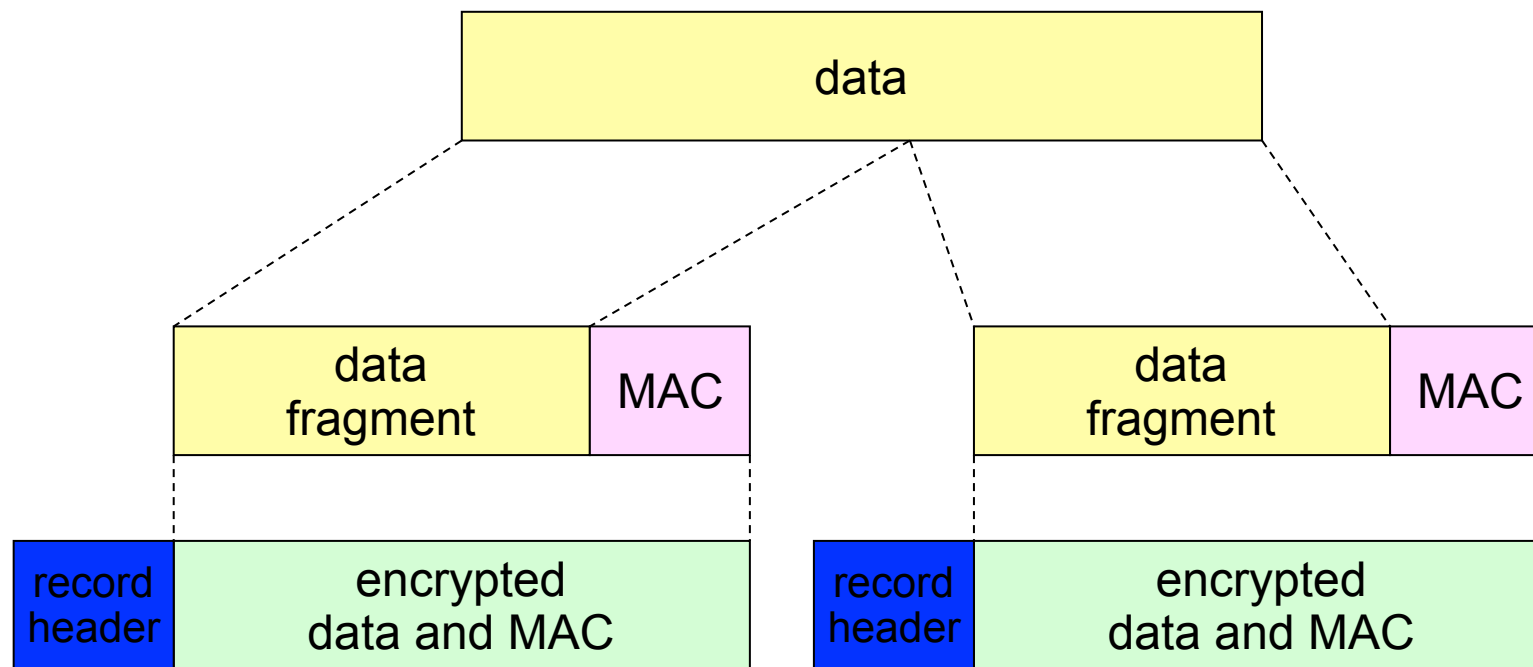 data
data
fragment
MAC
data
fragment
MAC
record
header
encrypted
data and MAC
record
header
encrypted
data and MAC